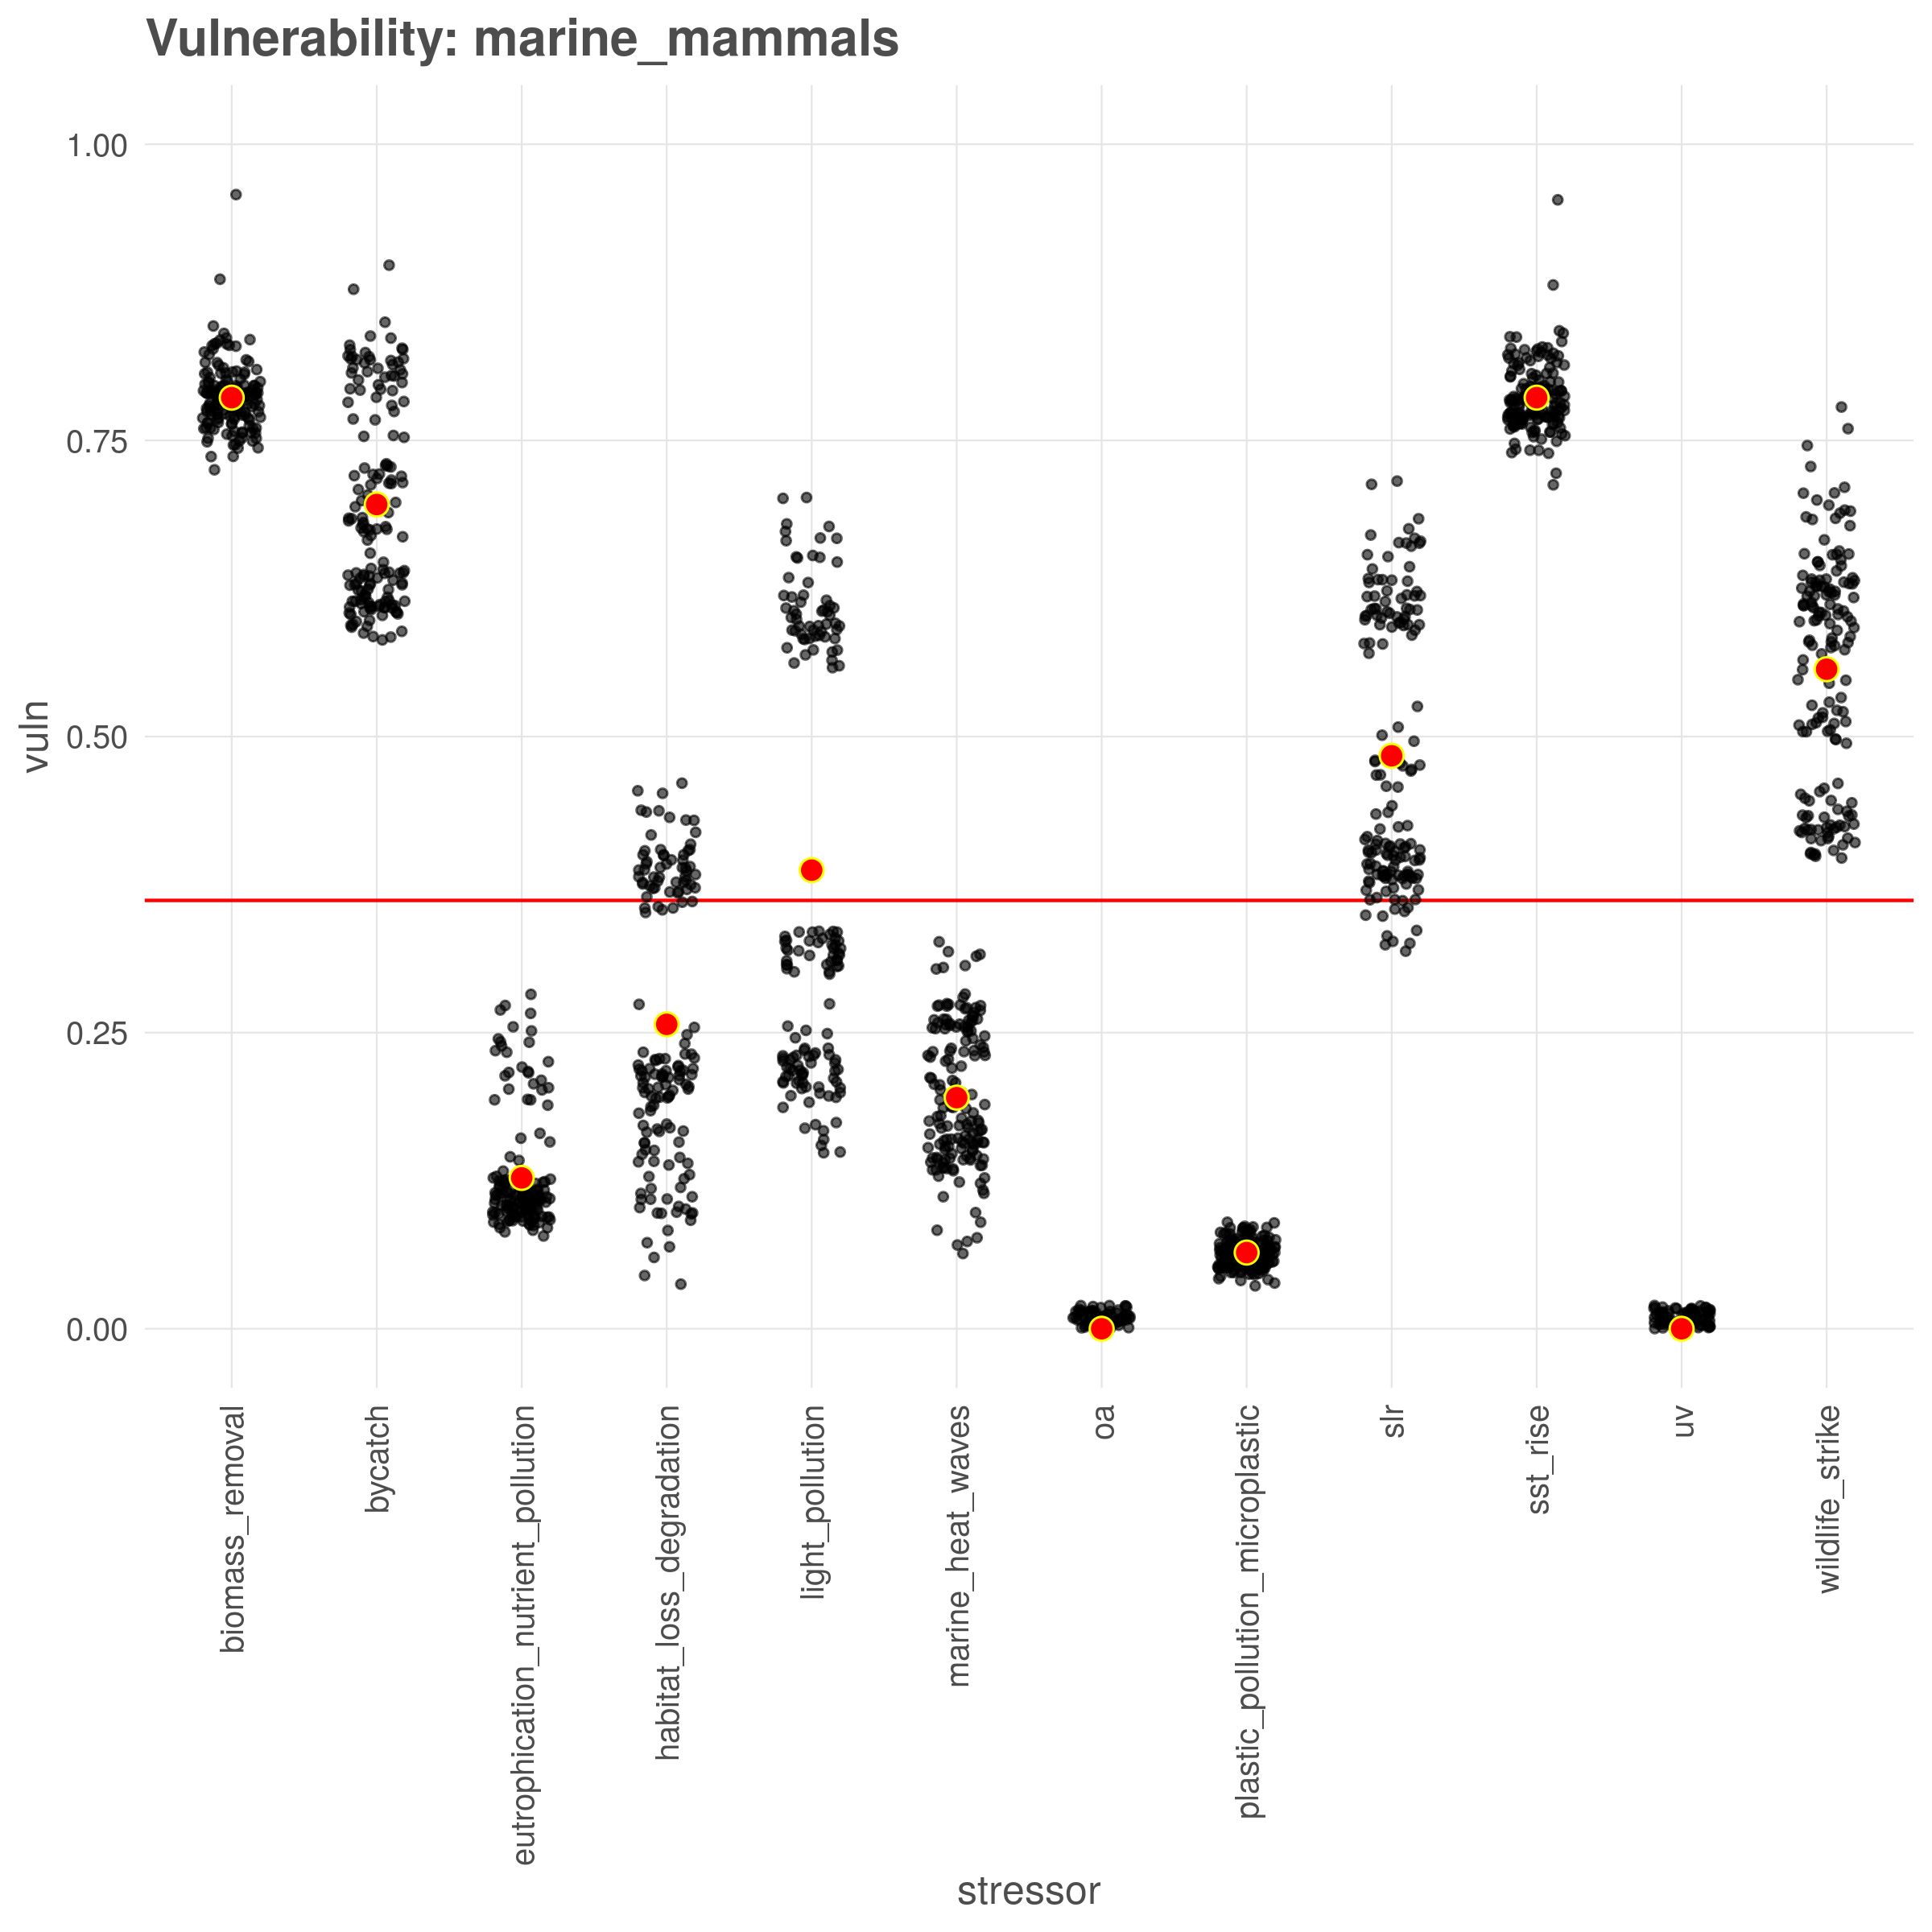 Vulnerability: marine_mammals
vuln
1.00
0.75
0.50
0.25
0.00
biomass_removal
bycatch
eutrophication_nutrient_pollution
habitat_loss_degradation
light_pollution
marine_heat_waves
oa
plastic_pollution_microplastic
slr
sst_rise
uv
wildlife_strike
stressor